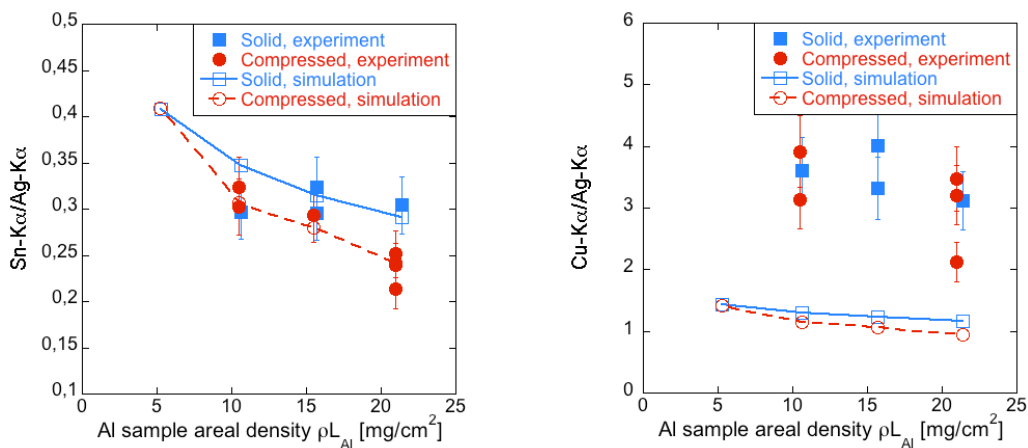 0,5
0,45
0,4
0,35
0,3
0,25
0,2
0,15
0,1
Sn-Kα/Ag-Kα
Solid, experiment
Compressed, experiment
Solid, simulation
Compressed, simulation
0 5 10 15 20 25
Al sample areal density ρL_Al [mg/cm²]
6
5
4
3
2
1
0
Cu-Kα/Ag-Kα
Solid, experiment
Compressed, experiment
Solid, simulation
Compressed, simulation
0 5 10 15 20 25
Al sample areal density ρL_Al [mg/cm²]